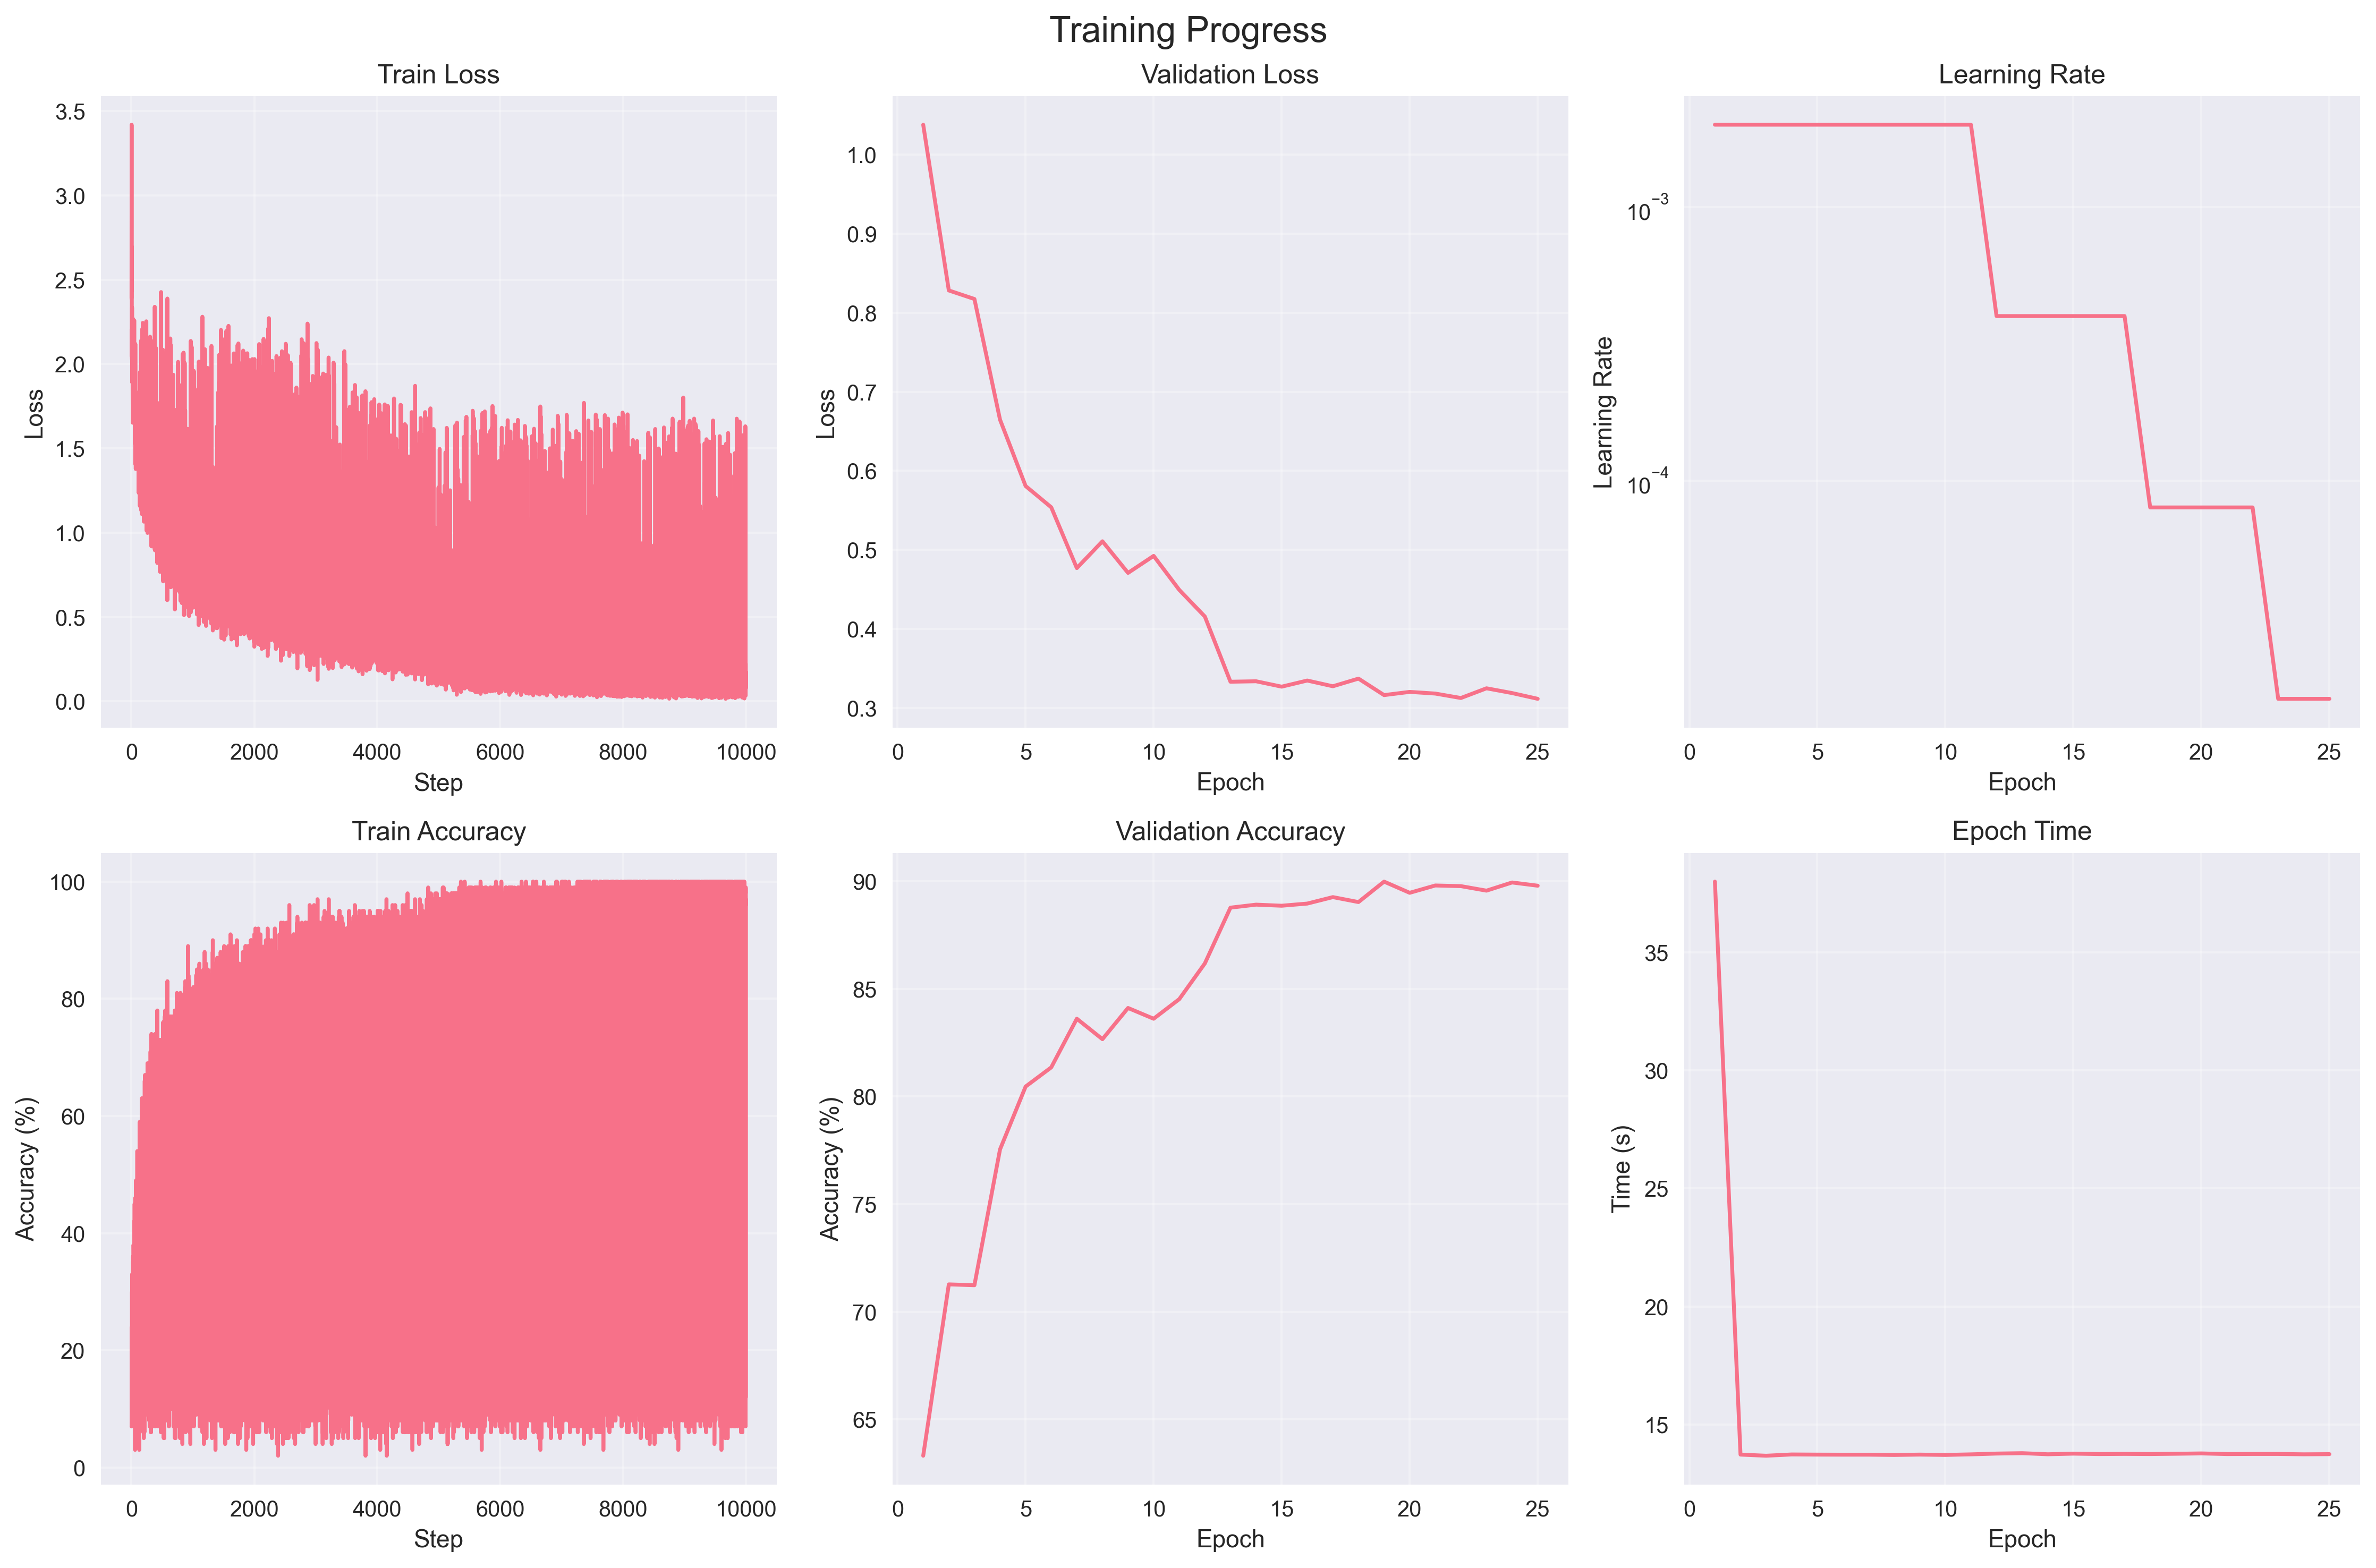 Training Progress
Train Loss
Loss
3.5
3.0
2.5
2.0
1.5
1.0
0.5
0.0
0 2000 4000 6000 8000 10000
Step
Validation Loss
Loss
1.0
0.9
0.8
0.7
0.6
0.5
0.4
0.3
0 5 10 15 20 25
Epoch
Learning Rate
Learning Rate
10⁻³
10⁻⁴
0 5 10 15 20 25
Epoch
Train Accuracy
Accuracy (%)
100
80
60
40
20
0
0 2000 4000 6000 8000 10000
Step
Validation Accuracy
Accuracy (%)
90
85
80
75
70
65
0 5 10 15 20 25
Epoch
Epoch Time
Time (s)
35
30
25
20
15
0 5 10 15 20 25
Epoch